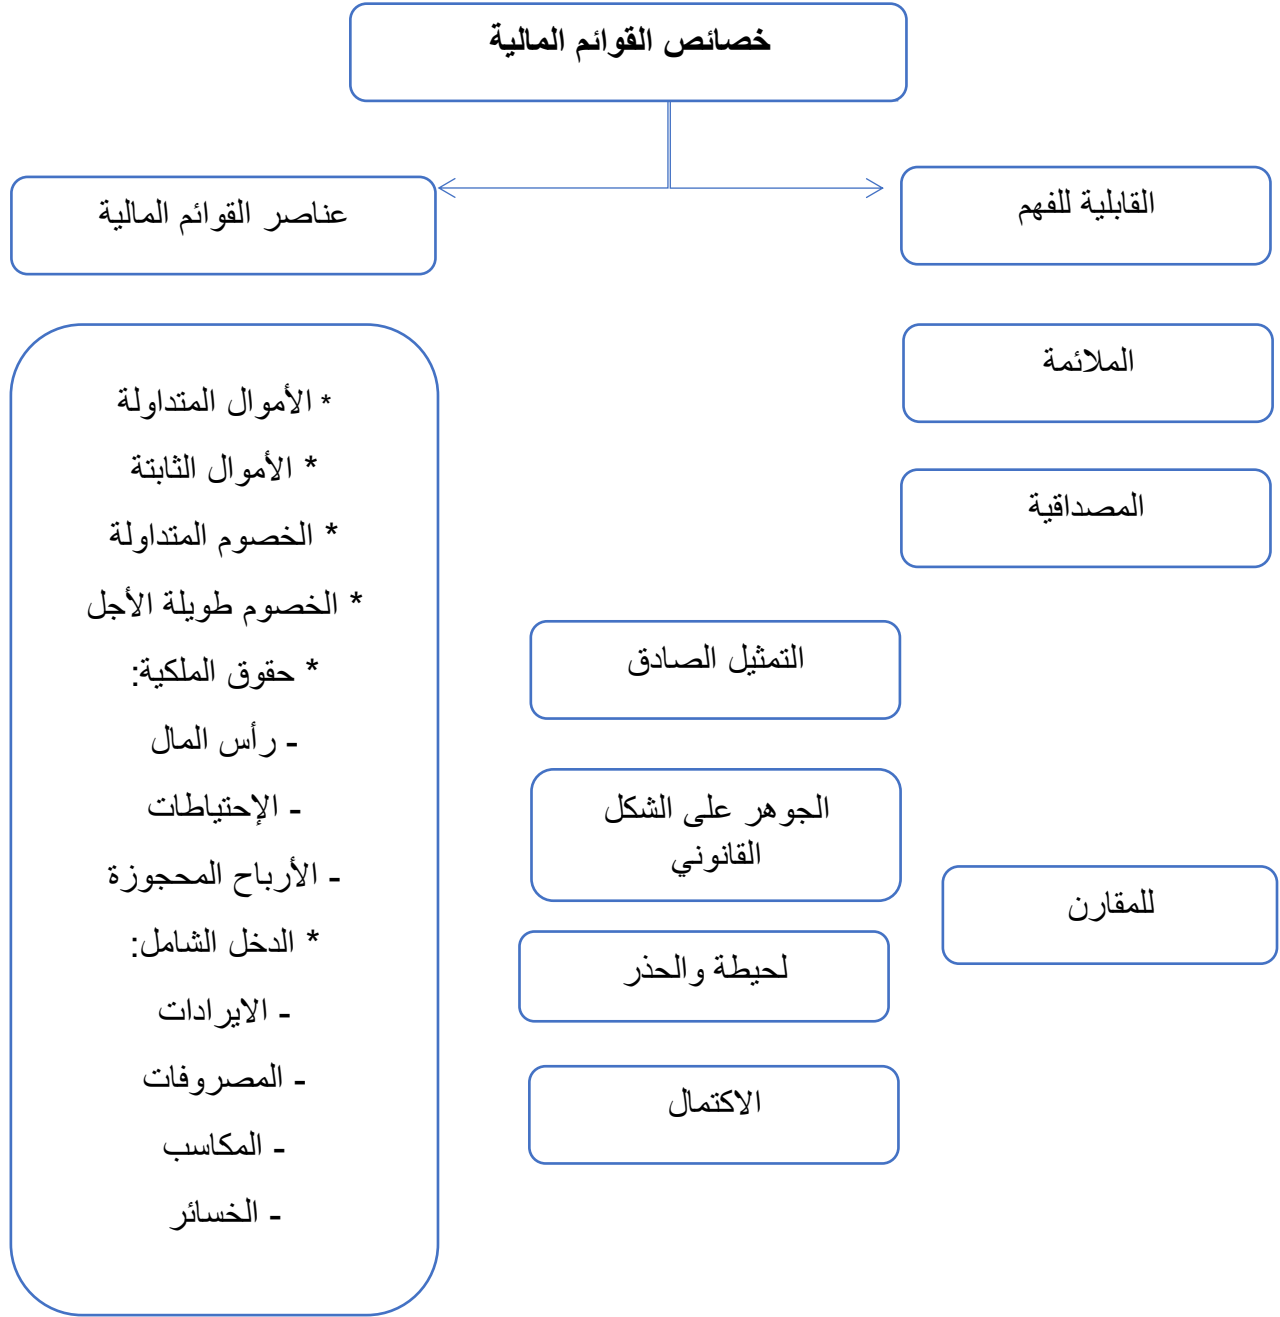 خصائص القوائم المالية
القابلية للفهم
عناصر القوائم المالية
الملائمة
المصداقية
التمثيل الصادق
الجوهر على الشكل
القانوني
للمقارن
لحيطة والحذر
الاكتمال
* الأموال المتداولة
* الأموال الثابتة
* الخصوم المتداولة
* الخصوم طويلة الأجل
* حقوق الملكية:
- رأس المال
- الإحتياطات
- الأرباح المحجوزة
* الدخل الشامل:
- الايرادات
- المصروفات
- المكاسب
- الخسائر